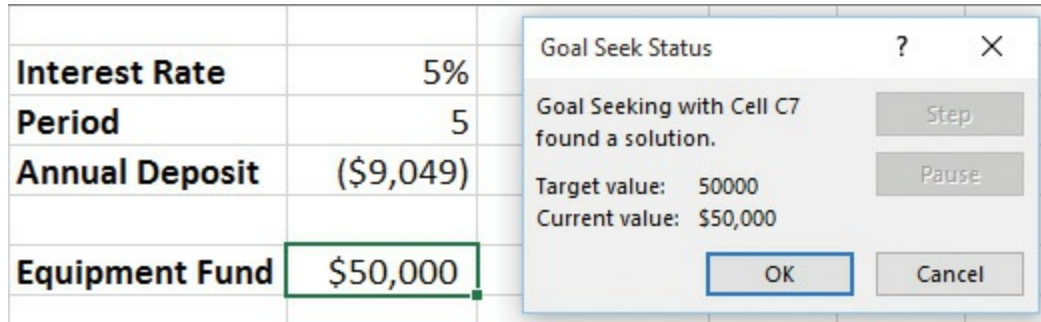 Interest Rate 5%
Period 5
Annual Deposit ($9,049)
Equipment Fund $50,000
Goal Seek Status ? ×
Goal Seeking with Cell C7
found a solution.
Target value: 50000
Current value: $50,000
Step
Pause
OK Cancel